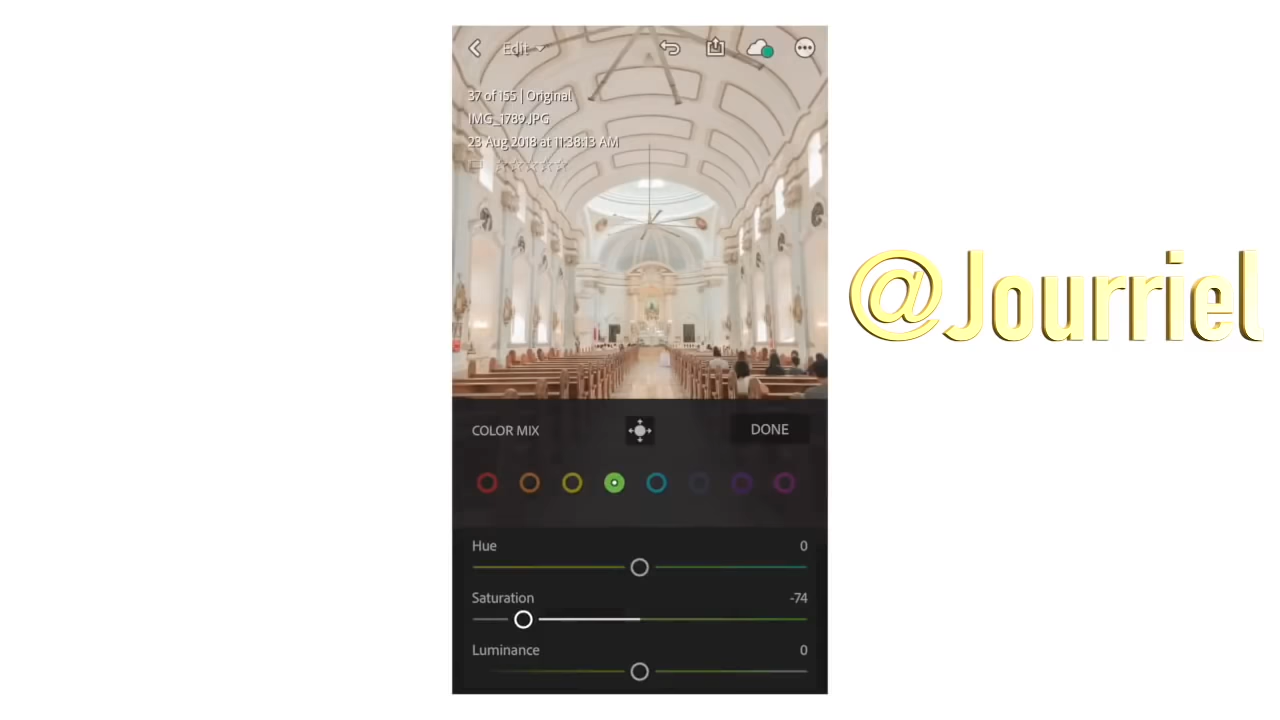 Edit
37 of 155 | Original
IMG_1789.JPG
23 Aug 2018 at 11:38:13 AM
@Jourriel
COLOR MIX
DONE
Hue 0
Saturation -74
Luminance 0